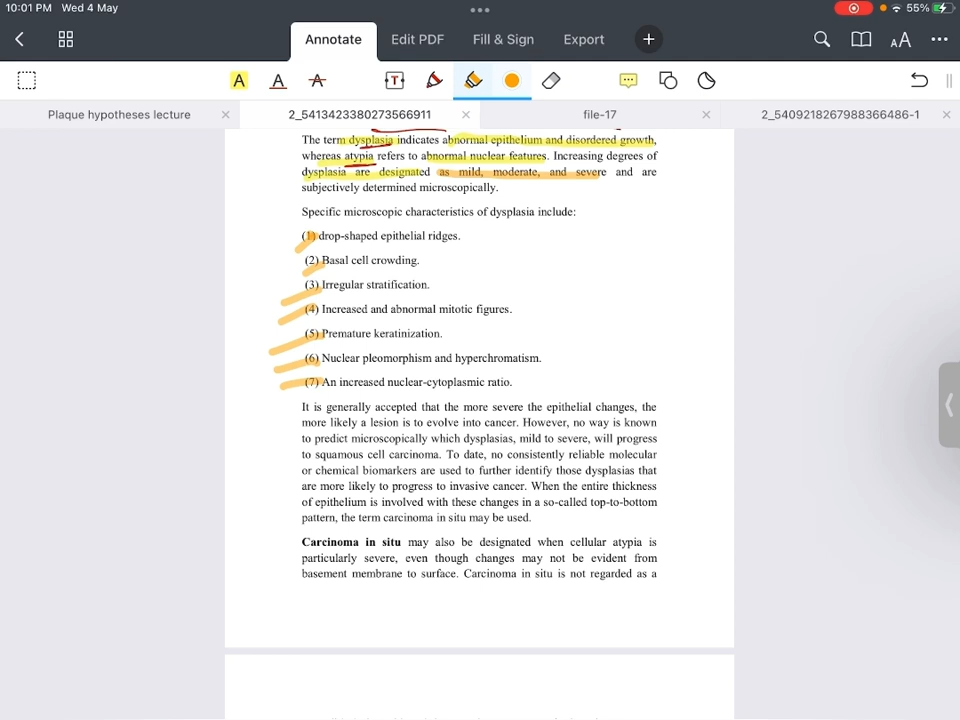 10:01 PM Wed 4 May
55%
Annotate
Edit PDF
Fill & Sign
Export
AA
A A A T
Plaque hypotheses lecture
2_5413423380273566911
file-17
2_5409218267988366486-1
The term dysplasia indicates abnormal epithelium and disordered growth,
whereas atypia refers to abnormal nuclear features. Increasing degrees of
dysplasia are designated as mild, moderate, and severe and are
subjectively determined microscopically.
Specific microscopic characteristics of dysplasia include:
(1) drop-shaped epithelial ridges.
(2) Basal cell crowding.
(3) Irregular stratification.
(4) Increased and abnormal mitotic figures.
(5) Premature keratinization.
(6) Nuclear pleomorphism and hyperchromatism.
(7) An increased nuclear-cytoplasmic ratio.
It is generally accepted that the more severe the epithelial changes, the
more likely a lesion is to evolve into cancer. However, no way is known
to predict microscopically which dysplasias, mild to severe, will progress
to squamous cell carcinoma. To date, no consistently reliable molecular
or chemical biomarkers are used to further identify those dysplasias that
are more likely to progress to invasive cancer. When the entire thickness
of epithelium is involved with these changes in a so-called top-to-bottom
pattern, the term carcinoma in situ may be used.
Carcinoma in situ may also be designated when cellular atypia is
particularly severe, even though changes may not be evident from
basement membrane to surface. Carcinoma in situ is not regarded as a